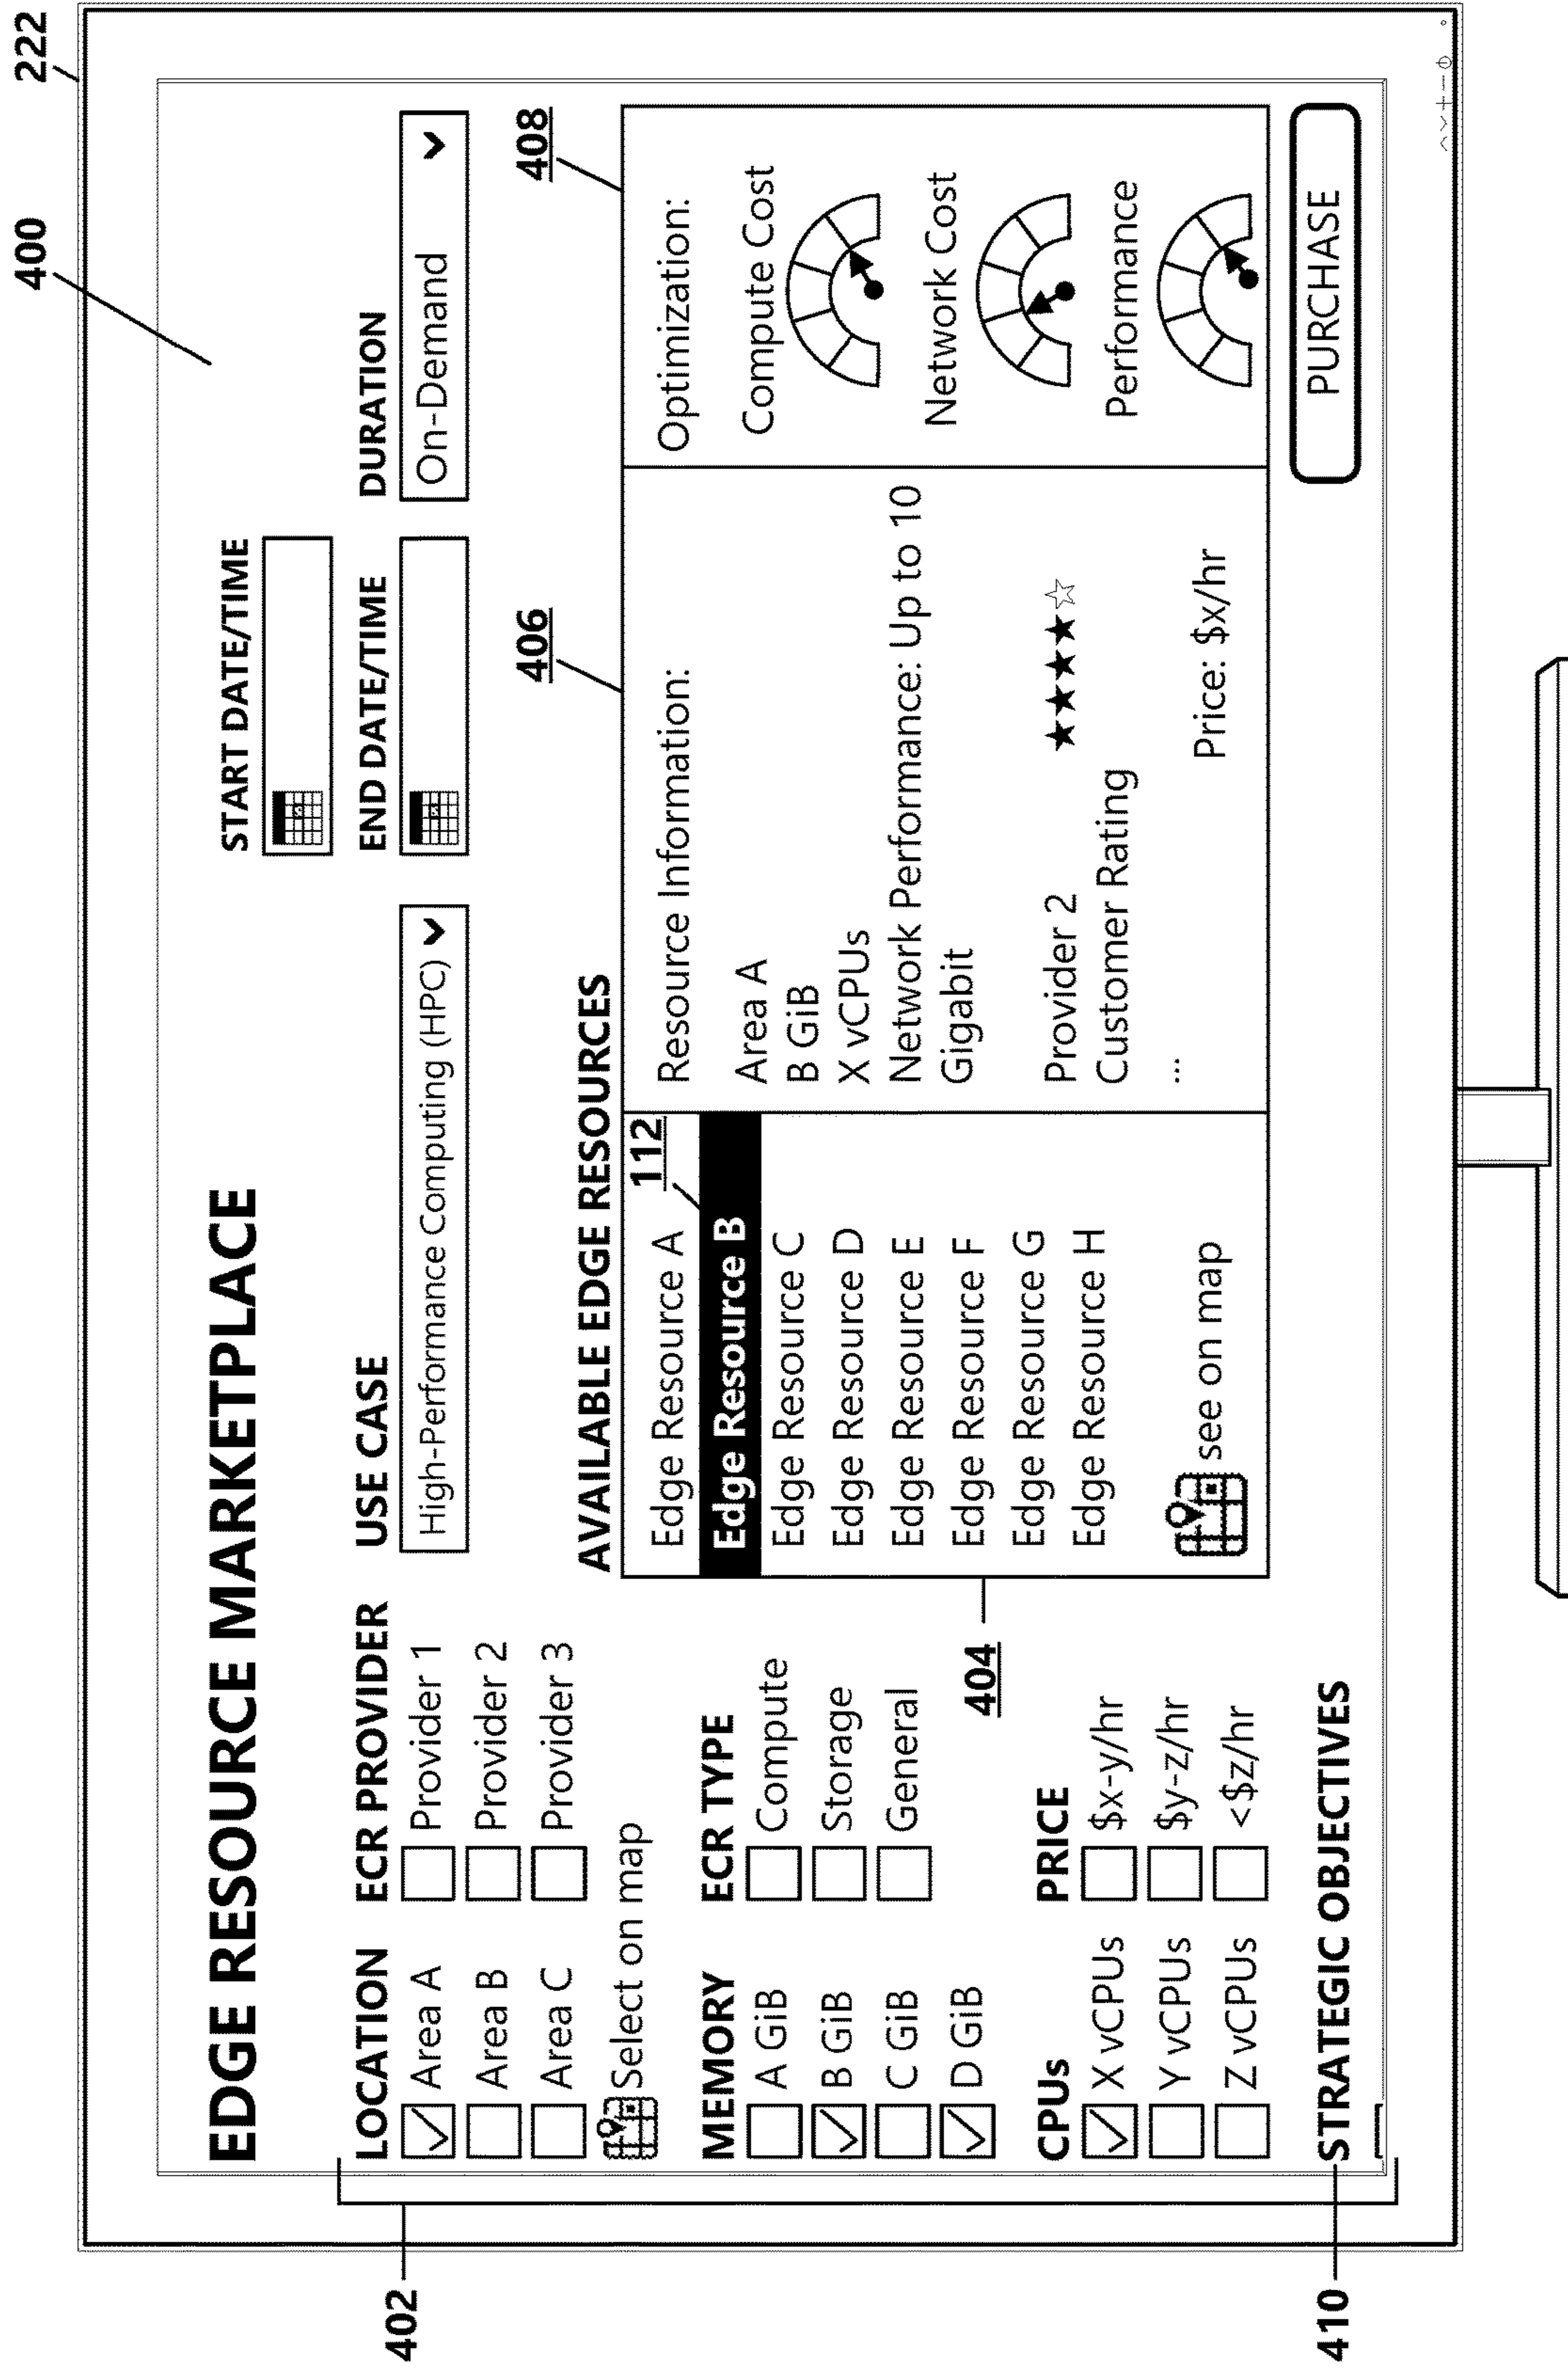 222
400
EDGE RESOURCE MARKETPLACE
START DATE/TIME
LOCATION
Area A
Area B
Area C
Select on map
ECR PROVIDER
Provider 1
Provider 2
Provider 3
USE CASE
High-Performance Computing (HPC)
END DATE/TIME
DURATION
On-Demand
402
MEMORY
A GiB
B GiB
C GiB
D GiB
ECR TYPE
Compute
Storage
General
CPUs
X vCPUs
Y vCPUs
Z vCPUs
PRICE
$x-y/hr
$y-z/hr
<$z/hr
410
STRATEGIC OBJECTIVES
AVAILABLE EDGE RESOURCES
404
112
Edge Resource A
Edge Resource B
Edge Resource C
Edge Resource D
Edge Resource E
Edge Resource F
Edge Resource G
Edge Resource H
see on map
406
Resource Information:
Area A
B GiB
X vCPUs
Network Performance: Up to 10
Gigabit
Provider 2 ★★★★☆
Customer Rating
...
Price: $x/hr
408
Optimization:
Compute Cost
Network Cost
Performance
PURCHASE